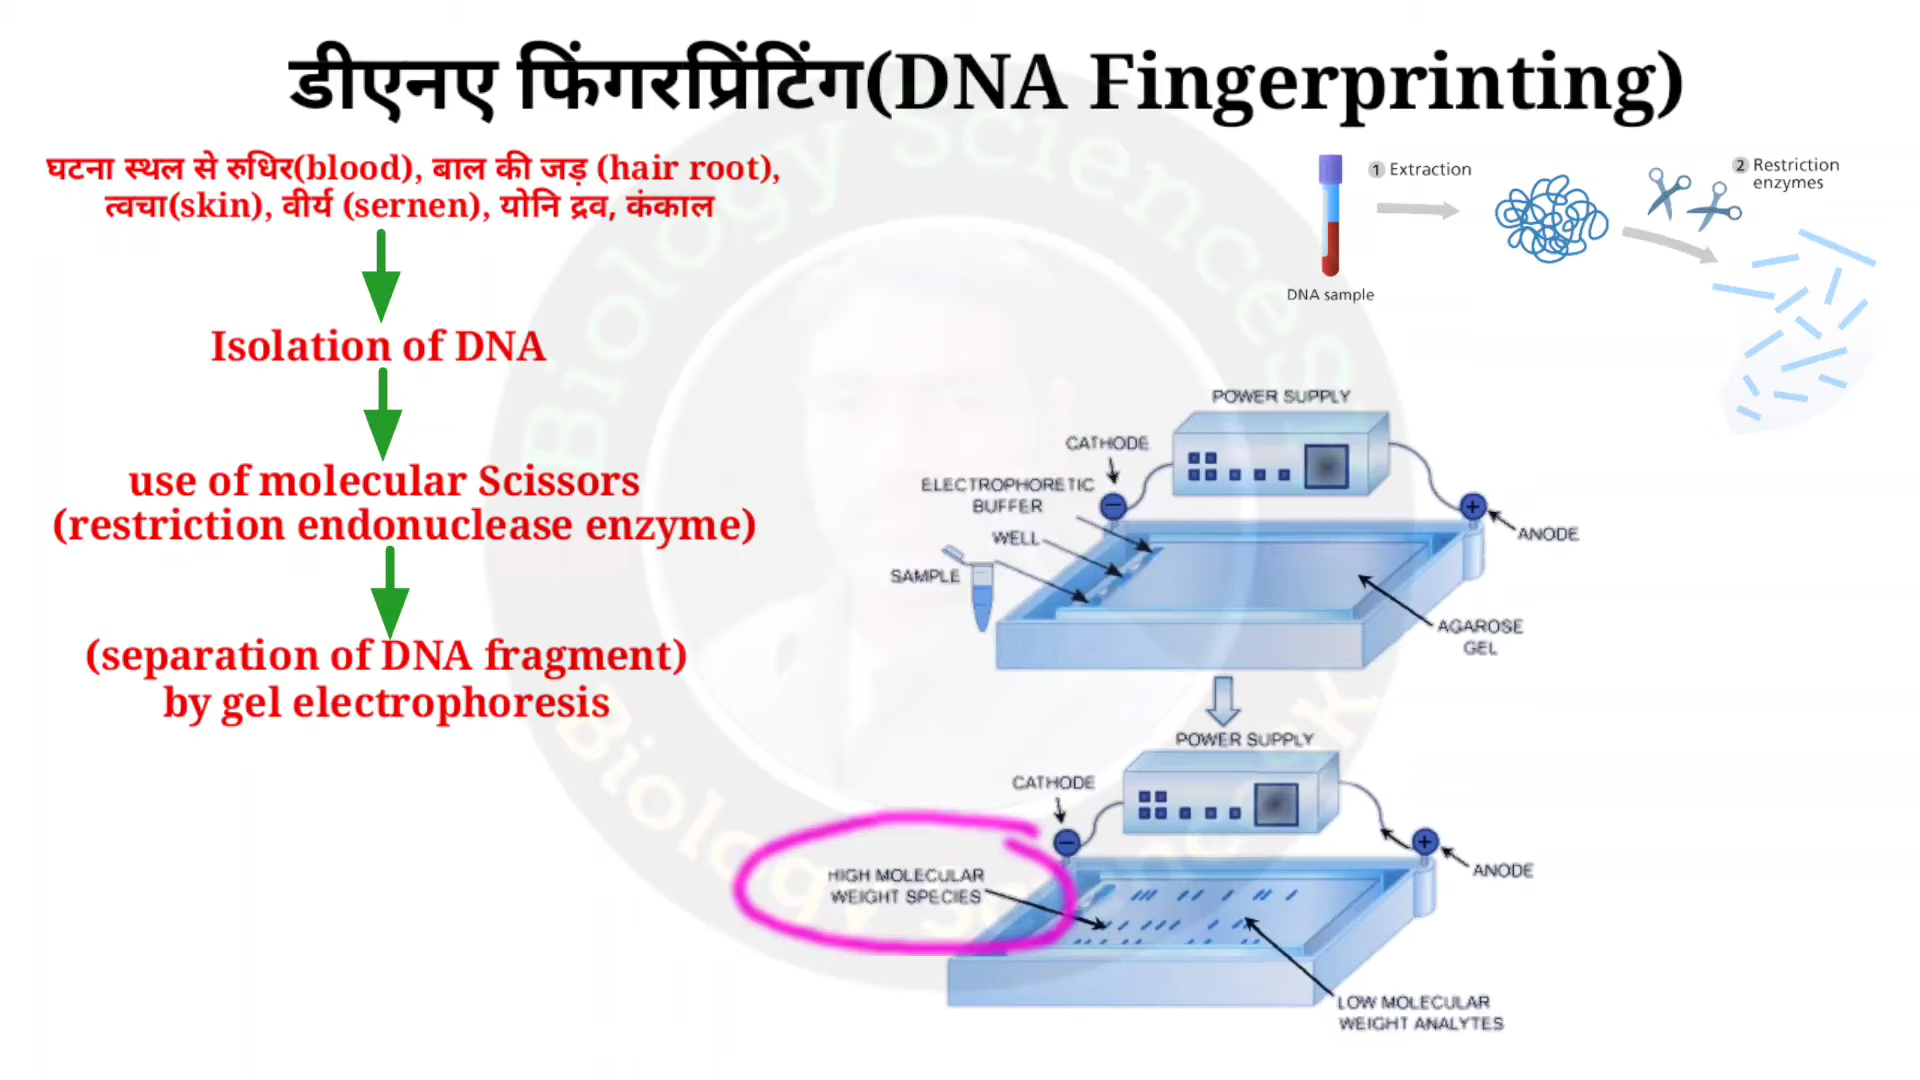 डीएनए फिंगरप्रिंटिंग(DNA Fingerprinting)
घटना स्थल से रुधिर(blood), बाल की जड़ (hair root),
त्वचा(skin), वीर्य (sernen), योनि द्रव, कंकाल
Isolation of DNA
use of molecular Scissors
(restriction endonuclease enzyme)
(separation of DNA fragment)
by gel electrophoresis
1 Extraction
2 Restriction
enzymes
DNA sample
POWER SUPPLY
CATHODE
ELECTROPHORETIC
BUFFER
WELL
SAMPLE
ANODE
AGAROSE
GEL
POWER SUPPLY
CATHODE
HIGH MOLECULAR
WEIGHT SPECIES
ANODE
LOW MOLECULAR
WEIGHT ANALYTES
Biology Sciences